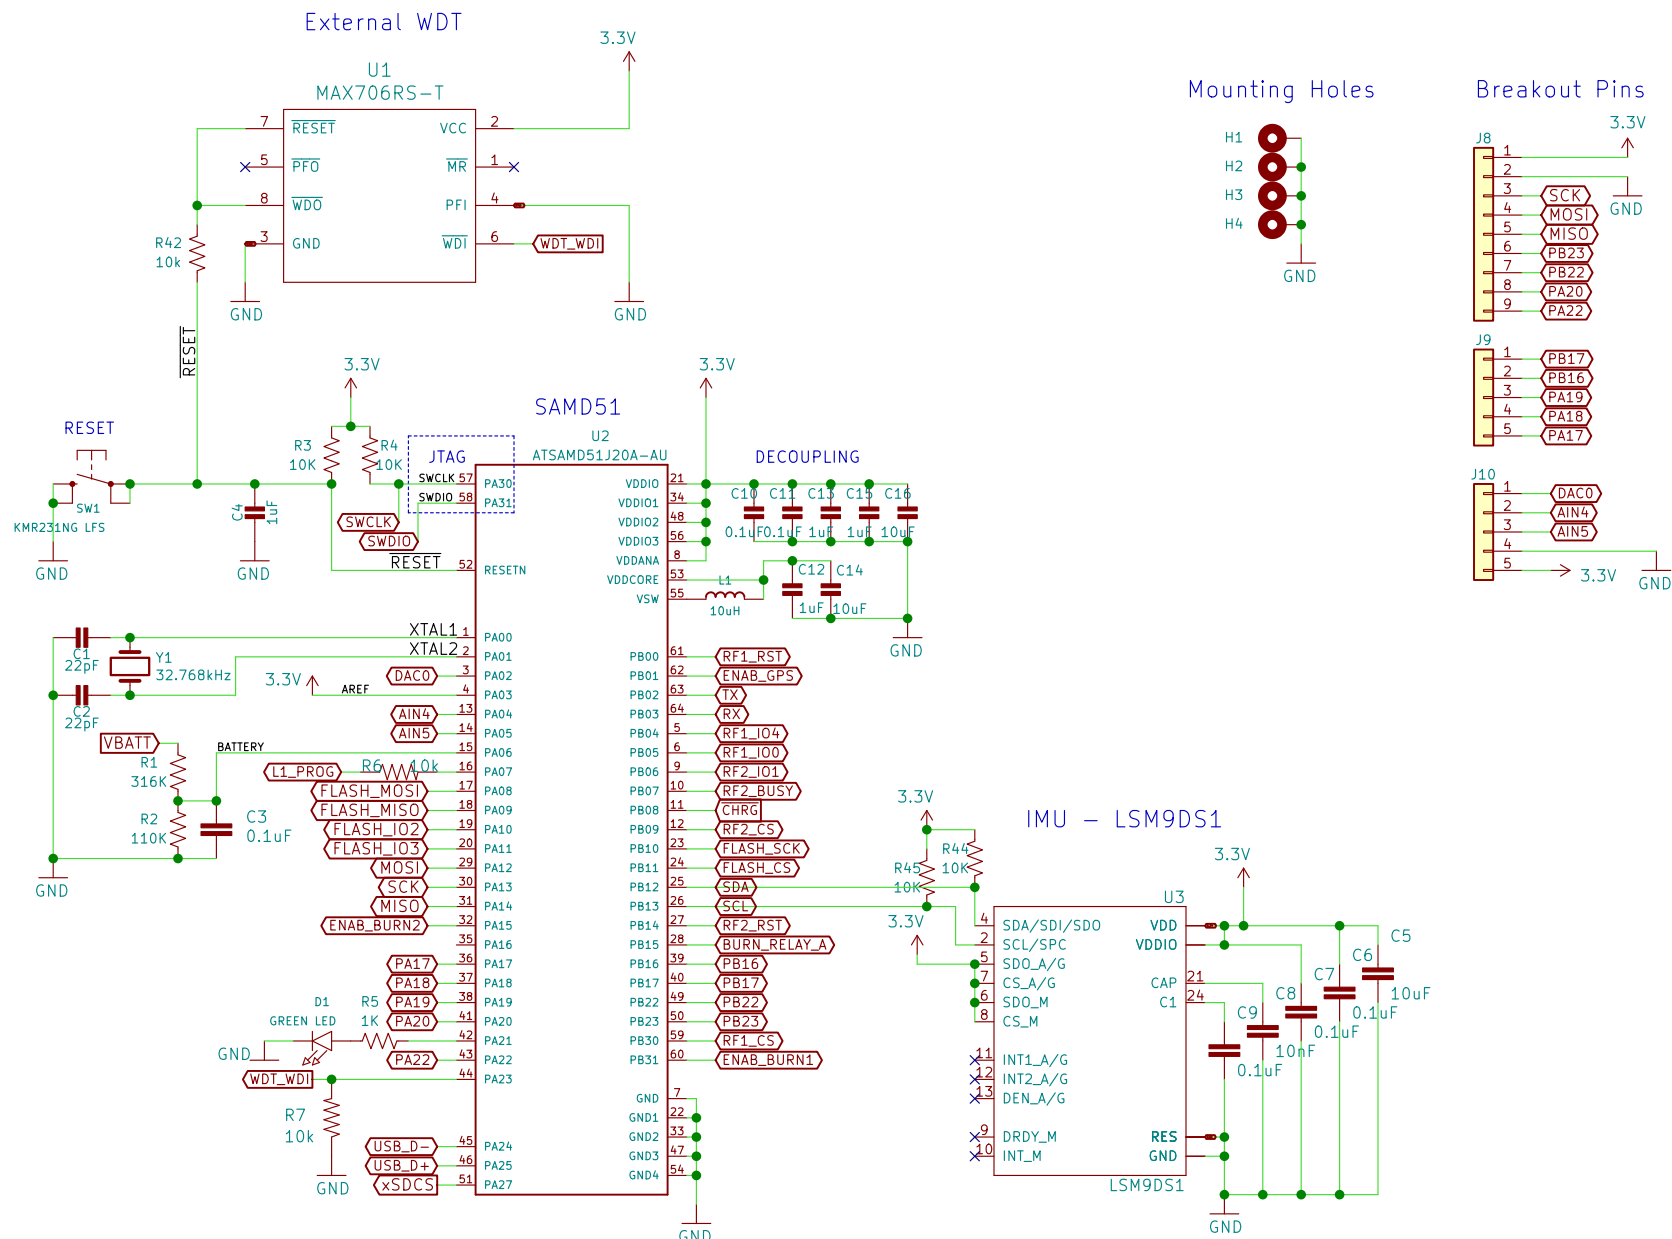 External WDT
3.3V
U1
MAX706RS-T
7 RESET VCC 2
5 PFO MR 1
8 WDO PFI 4
3 GND WDI 6
WDT_WDI
R42
10k
GND
GND
RESET
Mounting Holes
H1
H2
H3
H4
GND
Breakout Pins
3.3V
J8
1
2
3 SCK
4 MOSI
5 MISO
6 PB23
7 PB22
8 PA20
9 PA22
GND
J9
1 PB17
2 PB16
3 PA19
4 PA18
5 PA17
J10
1 DAC0
2 AIN4
3 AIN5
4
5 3.3V
GND
RESET
SW1
KMR231NG LFS
GND
C4
1uF
GND
3.3V
R3
10K
R4
10K
JTAG
SWCLK
SWDIO
SWCLK
SWDIO
RESET
SAMD51
U2
ATSAMD51J20A-AU
3.3V
DECOUPLING
57 PA30
58 PA31
52 RESETN
XTAL1 1 PA00
XTAL2 2 PA01
DAC0 3 PA02
3.3V AREF 4 PA03
AIN4 13 PA04
AIN5 14 PA05
BATTERY 15 PA06
L1_PROG R6 10k 16 PA07
FLASH_MOSI 17 PA08
FLASH_MISO 18 PA09
FLASH_IO2 19 PA10
FLASH_IO3 20 PA11
MOSI 29 PA12
SCK 30 PA13
MISO 31 PA14
ENAB_BURN2 32 PA15
35 PA16
PA17 36 PA17
PA18 37 PA18
PA19 38 PA19
PA20 41 PA20
42 PA21
PA22 43 PA22
WDT_WDI 44 PA23
USB_D- 45 PA24
USB_D+ 46 PA25
xSDCS 51 PA27
C1
22pF
Y1
32.768kHz
C2
22pF
VBATT
R1
316K
R2
110K
C3
0.1uF
GND
D1
GREEN LED
R5
1K
GND
R7
10k
GND
VDDIO 21
VDDIO1 34
VDDIO2 48
VDDIO3 56
VDDANA 8
VDDCORE 53
VSW 55
C10
0.1uF
C11
0.1uF
C13
1uF
C15
1uF
C16
10uF
L1
10uH
C12
1uF
C14
10uF
GND
PB00 61 RF1_RST
PB01 62 ENAB_GPS
PB02 63 TX
PB03 64 RX
PB04 5 RF1_IO4
PB05 6 RF1_IO0
PB06 9 RF2_IO1
PB07 10 RF2_BUSY
PB08 11 CHRG
PB09 12 RF2_CS
PB10 23 FLASH_SCK
PB11 24 FLASH_CS
PB12 25 SDA
PB13 26 SCL
PB14 27 RF2_RST
PB15 28 BURN_RELAY_A
PB16 39 PB16
PB17 40 PB17
PB22 49 PB22
PB23 50 PB23
PB30 59 RF1_CS
PB31 60 ENAB_BURN1
GND 7
GND1 22
GND2 33
GND3 47
GND4 54
GND
IMU - LSM9DS1
3.3V
R44
10K
R45
10K
3.3V
3.3V
U3
4 SDA/SDI/SDO
2 SCL/SPC
5 SDO_A/G
7 CS_A/G
6 SDO_M
8 CS_M
11 INT1_A/G
12 INT2_A/G
13 DEN_A/G
9 DRDY_M
10 INT_M
VDD
VDDIO
CAP 21
C1 24
RES
GND
LSM9DS1
C5
10uF
C6
0.1uF
C7
0.1uF
C8
10nF
C9
0.1uF
GND